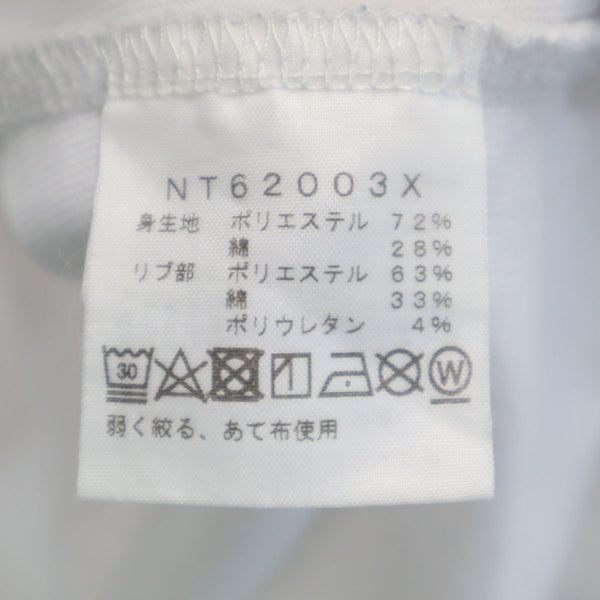 NT62003X
身生地 ポリエステル 72%
綿 28%
リブ部 ポリエステル 63%
綿 33%
ポリウレタン 4%
30 W
弱く絞る、あて布使用